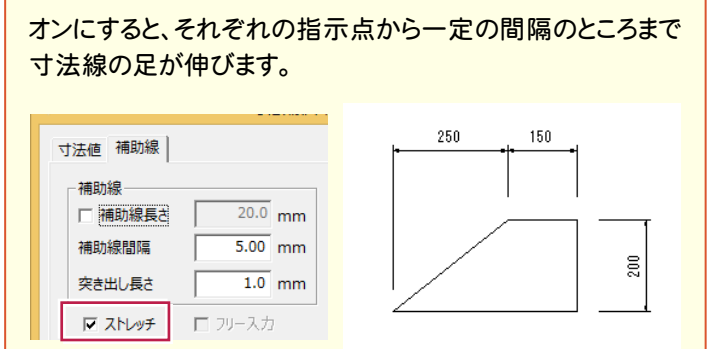 オンにすると、それぞれの指示点から一定の間隔のところまで
寸法線の足が伸びます。
寸法値 補助線
補助線
補助線長さ 20.0 mm
補助線間隔 5.00 mm
突き出し長さ 1.0 mm
ストレッチ フリー入力
250 150
200